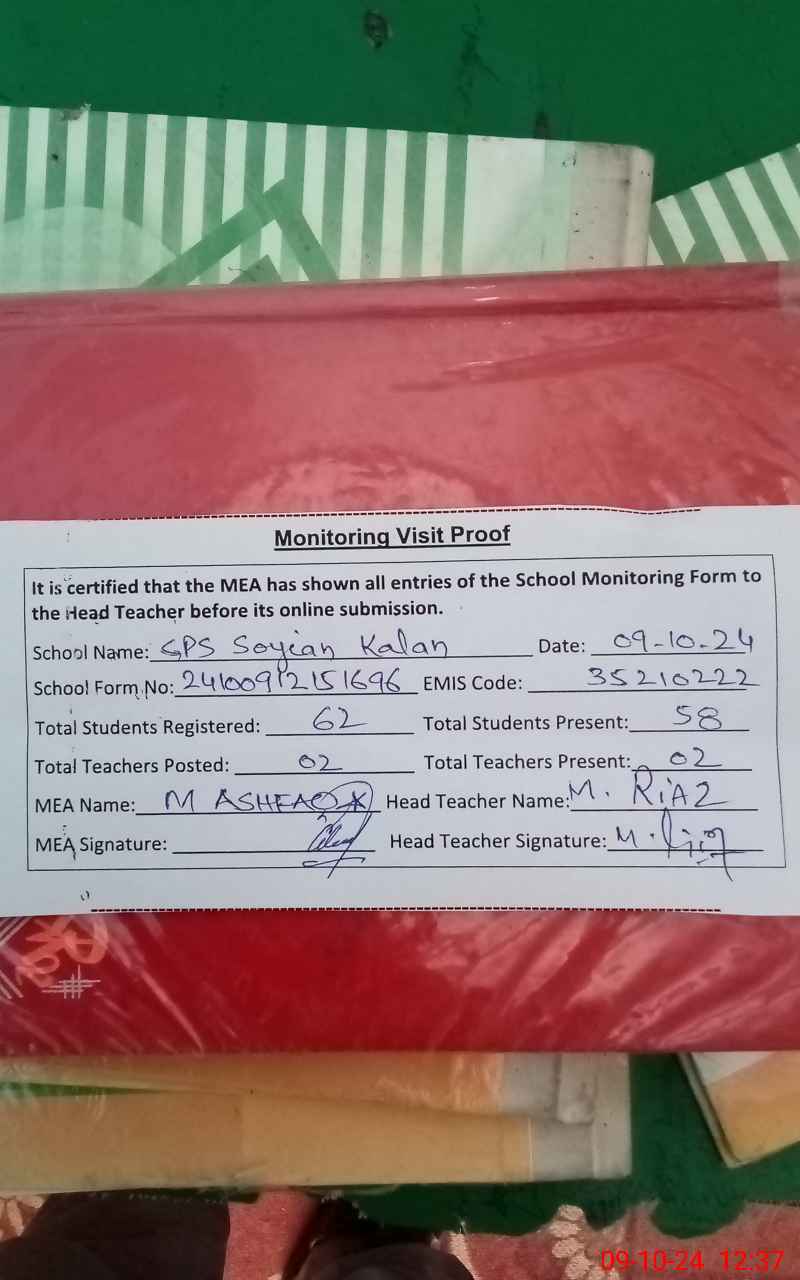 Monitoring Visit Proof
It is certified that the MEA has shown all entries of the School Monitoring Form to
the Head Teacher before its online submission.
School Name: GPS Soyian Kalan Date: 09-10-24
School Form No: 24100912151696 EMIS Code: 35210222
Total Students Registered: 62 Total Students Present: 58
Total Teachers Posted: 02 Total Teachers Present: 02
MEA Name: M ASHFAQ Head Teacher Name: M. RiAZ
MEA Signature: Head Teacher Signature: M.
09-10-24 12:37